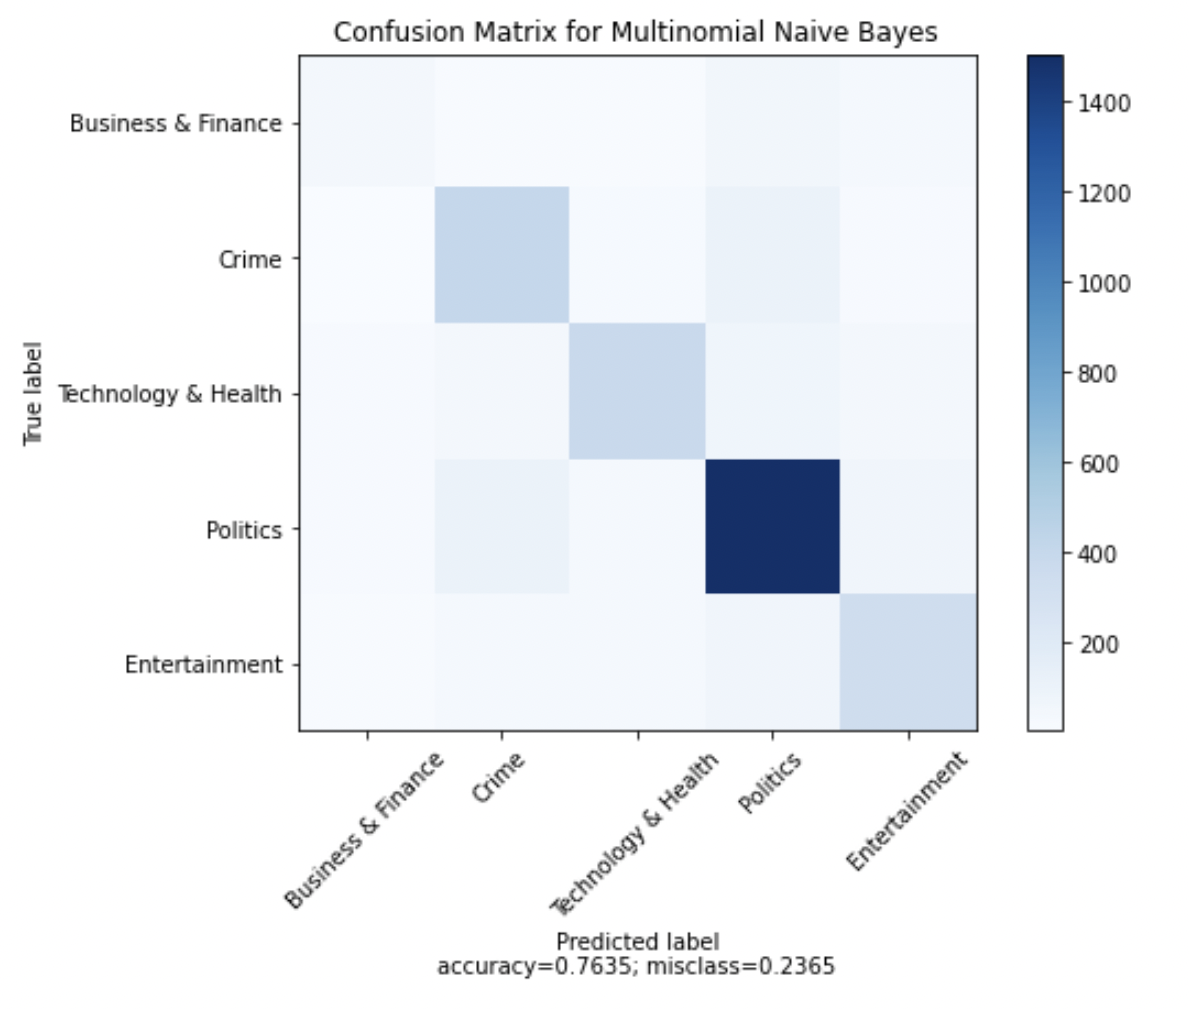 Confusion Matrix for Multinomial Naive Bayes
Business & Finance
Crime
Technology & Health
Politics
Entertainment
True label
Business & Finance
Crime
Technology & Health
Politics
Entertainment
Predicted label
accuracy=0.7635; misclass=0.2365
1400
1200
1000
800
600
400
200